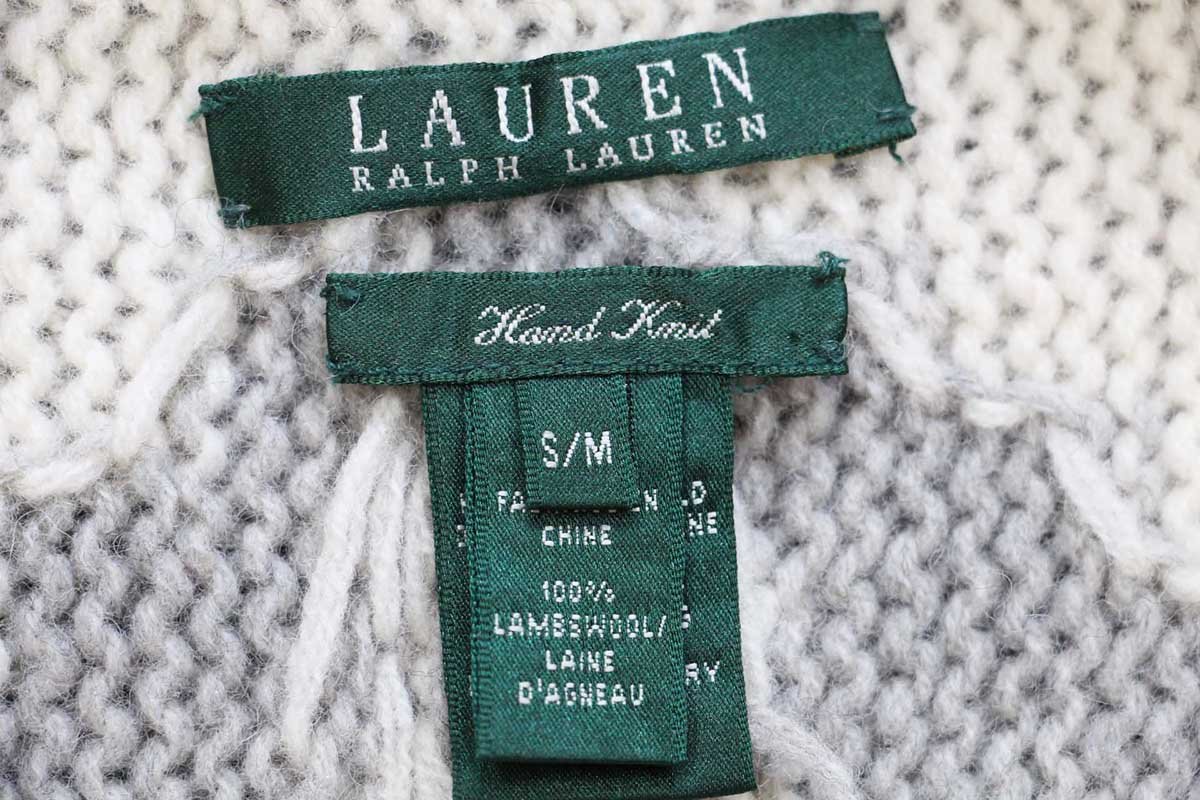 LAUREN
RALPH LAUREN
Hand Knit
S/M
CHINE
100%
LAMBSWOOL/
LAINE
D'AGNEAU